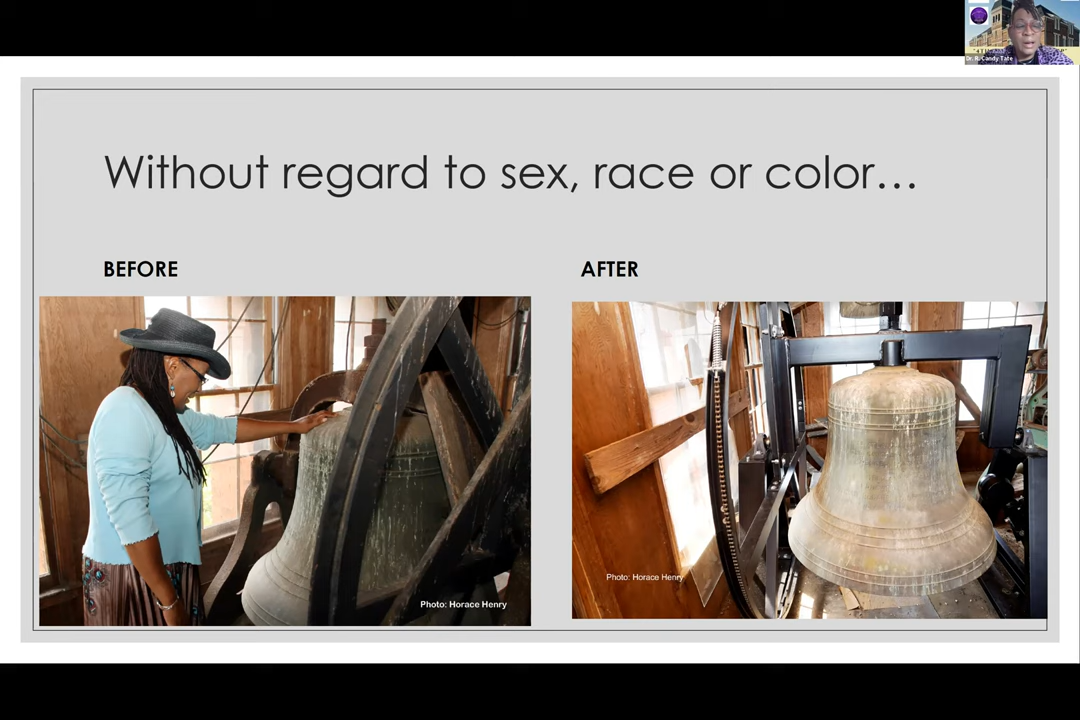 Without regard to sex, race or color…
BEFORE
AFTER
Photo: Horace Henry
Photo: Horace Henry
Dr. R. Candy Tate